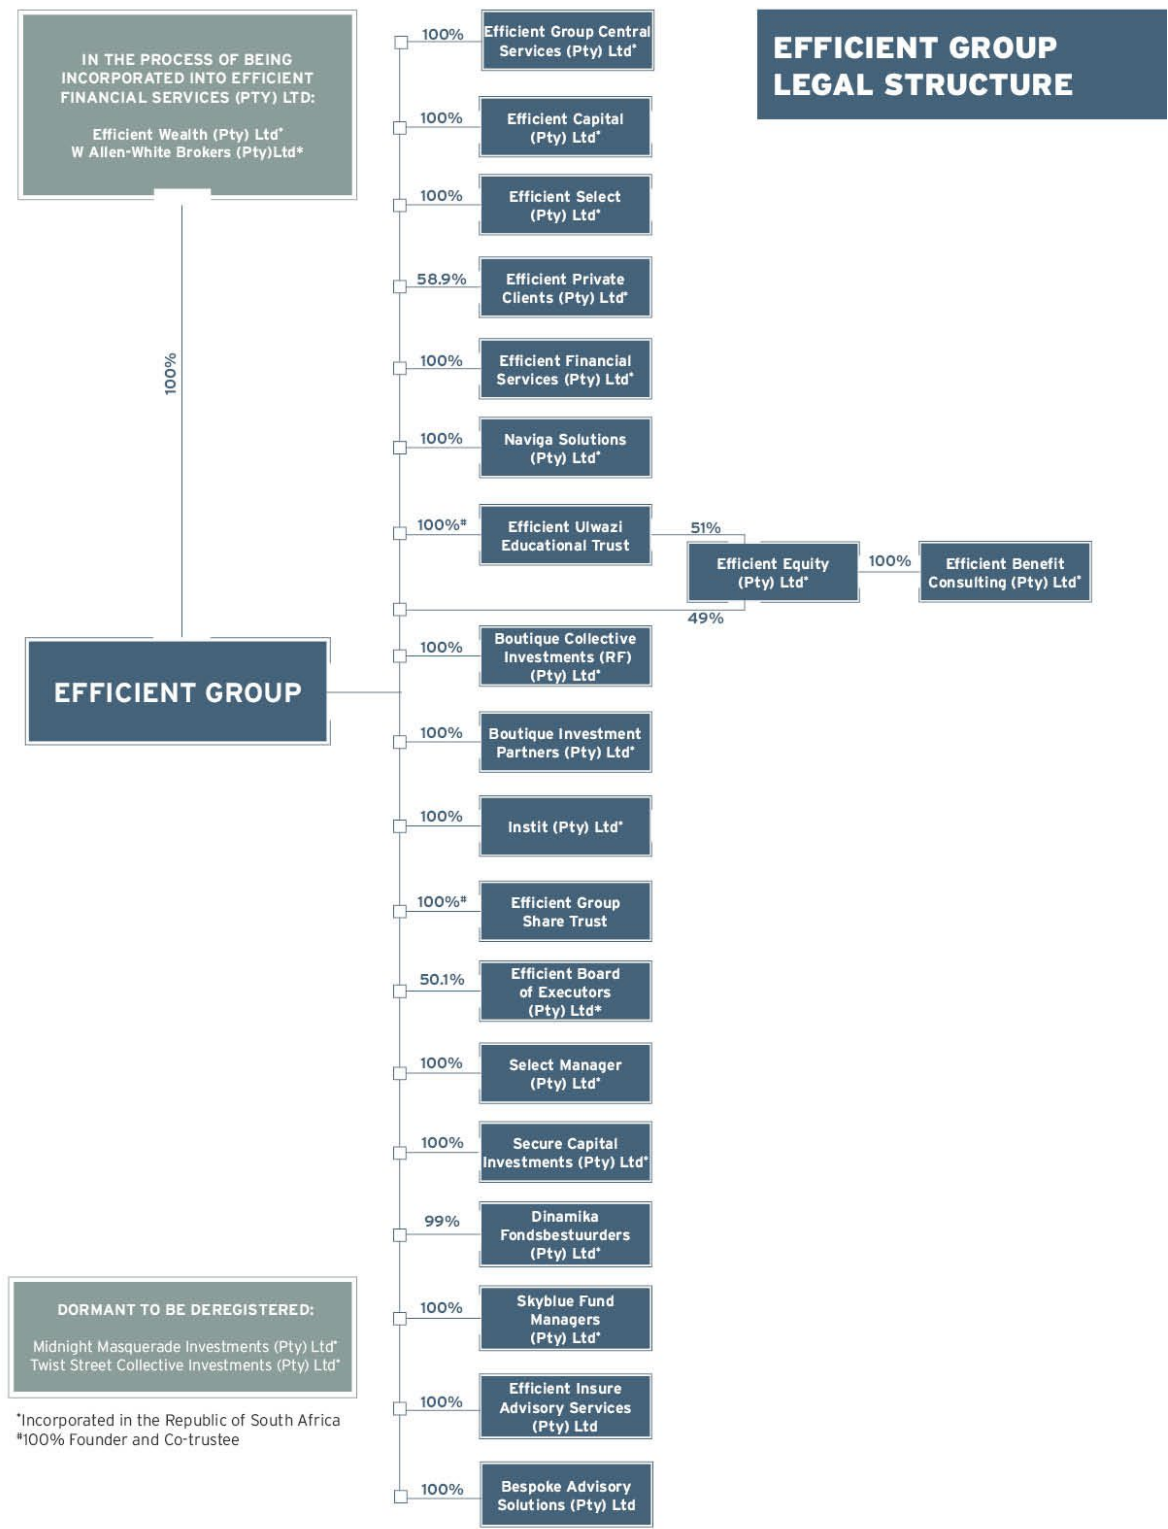 EFFICIENT GROUP
LEGAL STRUCTURE
IN THE PROCESS OF BEING
INCORPORATED INTO EFFICIENT
FINANCIAL SERVICES (PTY) LTD:
Efficient Wealth (Pty) Ltd*
W Allen-White Brokers (Pty)Ltd*
100%
EFFICIENT GROUP
100%
Efficient Group Central
Services (Pty) Ltd*
100%
Efficient Capital
(Pty) Ltd*
100%
Efficient Select
(Pty) Ltd*
58.9%
Efficient Private
Clients (Pty) Ltd*
100%
Efficient Financial
Services (Pty) Ltd*
100%
Naviga Solutions
(Pty) Ltd*
100%#
Efficient Ulwazi
Educational Trust
51%
Efficient Equity
(Pty) Ltd*
49%
100%
Efficient Benefit
Consulting (Pty) Ltd*
100%
Boutique Collective
Investments (RF)
(Pty) Ltd*
100%
Boutique Investment
Partners (Pty) Ltd*
100%
Instit (Pty) Ltd*
100%#
Efficient Group
Share Trust
50.1%
Efficient Board
of Executors
(Pty) Ltd*
100%
Select Manager
(Pty) Ltd*
100%
Secure Capital
Investments (Pty) Ltd*
99%
Dinamika
Fondsbestuurders
(Pty) Ltd*
100%
Skyblue Fund
Managers
(Pty) Ltd*
100%
Efficient Insure
Advisory Services
(Pty) Ltd
100%
Bespoke Advisory
Solutions (Pty) Ltd
DORMANT TO BE DEREGISTERED:
Midnight Masquerade Investments (Pty) Ltd*
Twist Street Collective Investments (Pty) Ltd*
*Incorporated in the Republic of South Africa
#100% Founder and Co-trustee